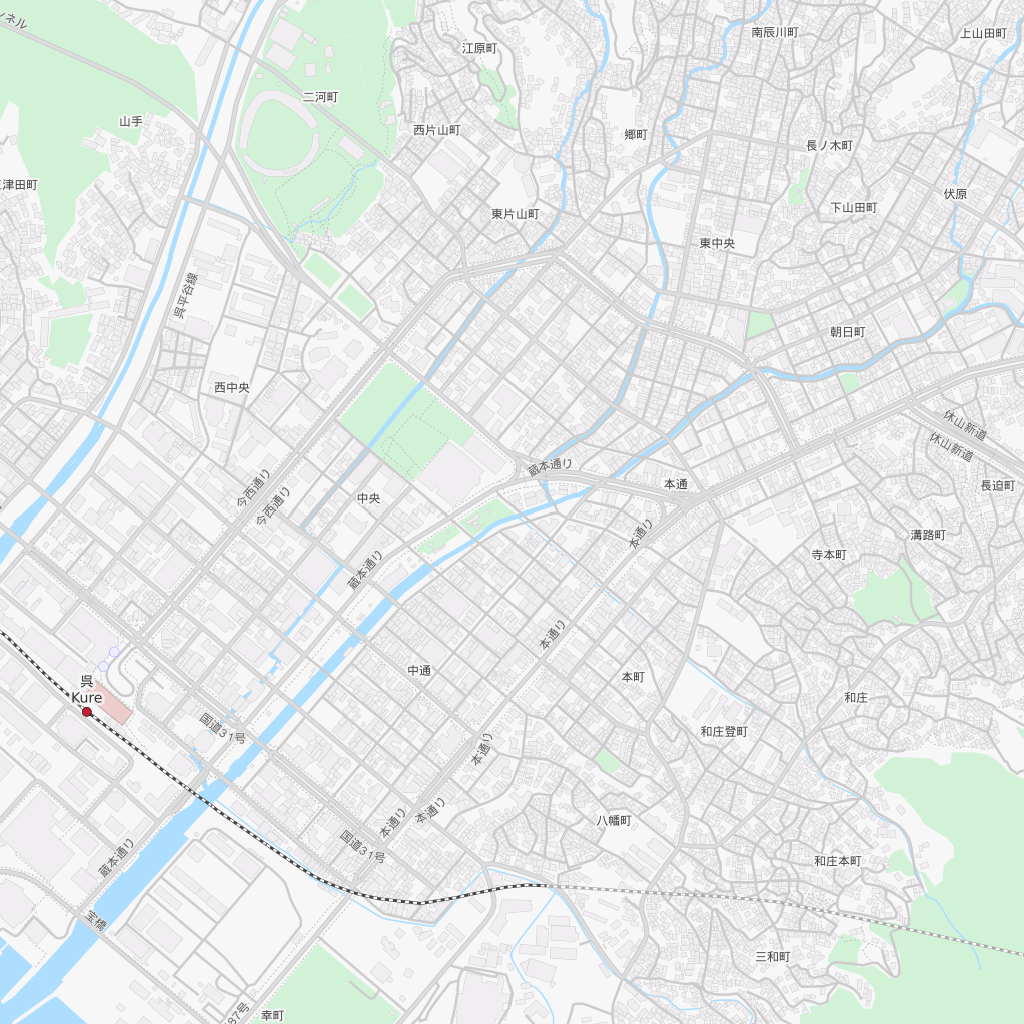 ンネル
江原町
南辰川町
上山田町
二河町
山手
西片山町
郷町
長ノ木町
津田町
伏原
東片山町
下山田町
東中央
呉平谷線
朝日町
西中央
休山新道
休山新道
今西通り
今西通り
蔵本通り
本通
長迫町
中央
本通り
溝路町
寺本町
蔵本通り
本通り
中通
本町
呉
Kure
和庄
国道31号
和庄登町
本通り
本通り
本通り
八幡町
国道31号
蔵本通り
和庄本町
宝橋
三和町
幸町
87号